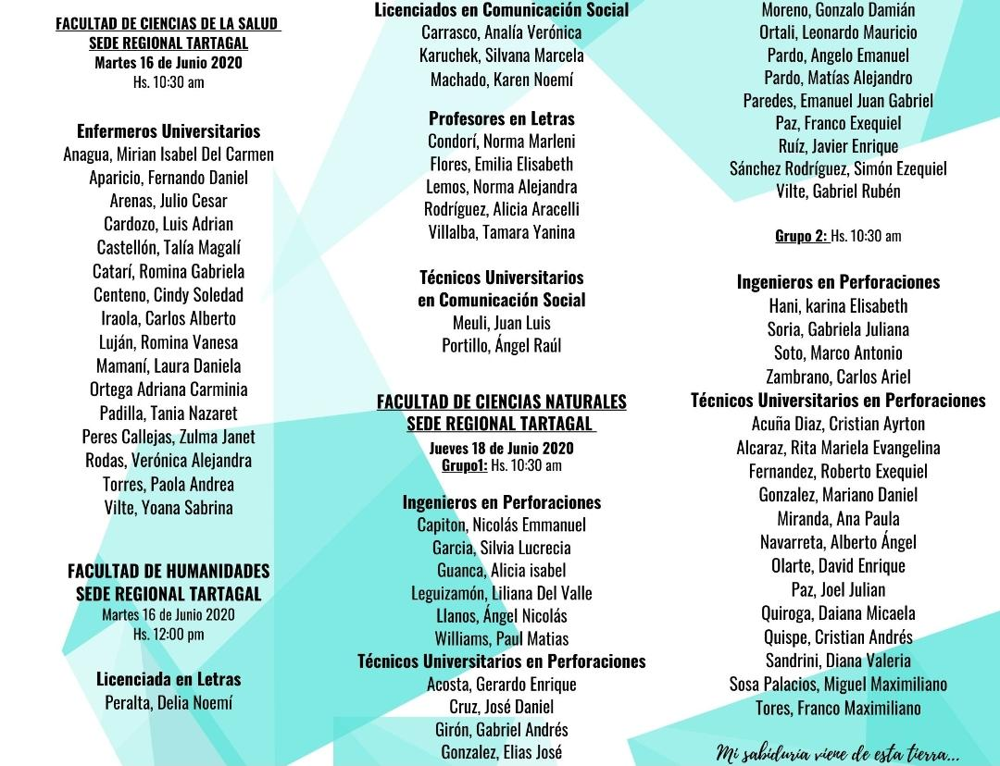 FACULTAD DE CIENCIAS DE LA SALUD
SEDE REGIONAL TARTAGAL
Martes 16 de Junio 2020
Hs. 10:30 am
Enfermeros Universitarios
Anagua, Mirian Isabel Del Carmen
Aparicio, Fernando Daniel
Arenas, Julio Cesar
Cardozo, Luis Adrian
Castellón, Talía Magalí
Catarí, Romina Gabriela
Centeno, Cindy Soledad
Iraola, Carlos Alberto
Luján, Romina Vanesa
Mamaní, Laura Daniela
Ortega Adriana Carminia
Padilla, Tania Nazaret
Peres Callejas, Zulma Janet
Rodas, Verónica Alejandra
Torres, Paola Andrea
Vilte, Yoana Sabrina
FACULTAD DE HUMANIDADES
SEDE REGIONAL TARTAGAL
Martes 16 de Junio 2020
Hs. 12:00 pm
Licenciada en Letras
Peralta, Delia Noemí
Licenciados en Comunicación Social
Carrasco, Analía Verónica
Karuchek, Silvana Marcela
Machado, Karen Noemí
Profesores en Letras
Condorí, Norma Marleni
Flores, Emilia Elisabeth
Lemos, Norma Alejandra
Rodríguez, Alicia Aracelli
Villalba, Tamara Yanina
Técnicos Universitarios
en Comunicación Social
Meuli, Juan Luis
Portillo, Ángel Raúl
FACULTAD DE CIENCIAS NATURALES
SEDE REGIONAL TARTAGAL
Jueves 18 de Junio 2020
Grupo1: Hs. 10:30 am
Ingenieros en Perforaciones
Capiton, Nicolás Emmanuel
Garcia, Silvia Lucrecia
Guanca, Alicia isabel
Leguizamón, Liliana Del Valle
Llanos, Ángel Nicolás
Williams, Paul Matias
Técnicos Universitarios en Perforaciones
Acosta, Gerardo Enrique
Cruz, José Daniel
Girón, Gabriel Andrés
Gonzalez, Elias José
Moreno, Gonzalo Damián
Ortali, Leonardo Mauricio
Pardo, Angelo Emanuel
Pardo, Matías Alejandro
Paredes, Emanuel Juan Gabriel
Paz, Franco Exequiel
Ruíz, Javier Enrique
Sánchez Rodríguez, Simón Ezequiel
Vilte, Gabriel Rubén
Grupo 2: Hs. 10:30 am
Ingenieros en Perforaciones
Hani, karina Elisabeth
Soria, Gabriela Juliana
Soto, Marco Antonio
Zambrano, Carlos Ariel
Técnicos Universitarios en Perforaciones
Acuña Diaz, Cristian Ayrton
Alcaraz, Rita Mariela Evangelina
Fernandez, Roberto Exequiel
Gonzalez, Mariano Daniel
Miranda, Ana Paula
Navarreta, Alberto Ángel
Olarte, David Enrique
Paz, Joel Julian
Quiroga, Daiana Micaela
Quispe, Cristian Andrés
Sandrini, Diana Valeria
Sosa Palacios, Miguel Maximiliano
Tores, Franco Maximiliano
Mi sabiduría viene de esta tierra...